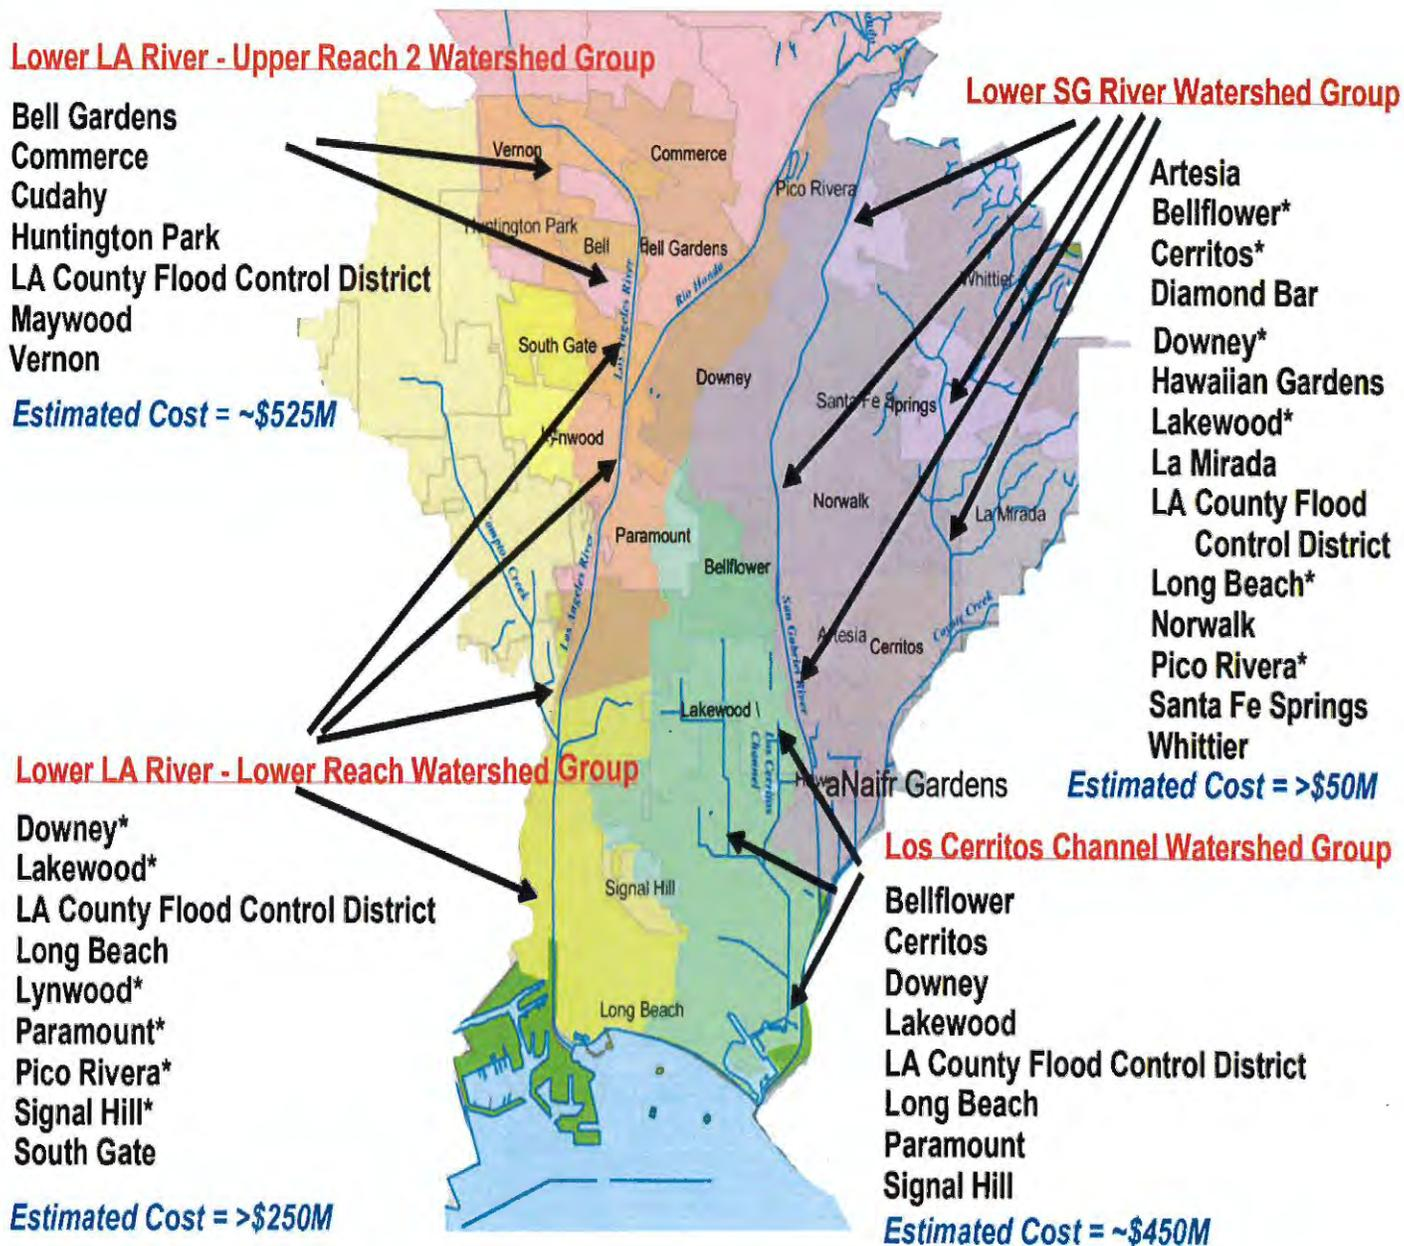 Lower LA River - Upper Reach 2 Watershed Group
Bell Gardens
Commerce
Cudahy
Huntington Park
LA County Flood Control District
Maywood
Vernon
Estimated Cost = ~$525M
Lower SG River Watershed Group
Artesia
Bellflower*
Cerritos*
Diamond Bar
Downey*
Hawaiian Gardens
Lakewood*
La Mirada
LA County Flood
Control District
Long Beach*
Norwalk
Pico Rivera*
Santa Fe Springs
Whittier
Estimated Cost = >$50M
Vernon
Commerce
Pico Rivera
Huntington Park
Bell
Bell Gardens
Whittier
Rio Hondo
Los Angeles River
South Gate
Downey
Santa Fe Springs
Lynwood
Norwalk
La Mirada
Compton Creek
Paramount
Bellflower
Los Angeles River
San Gabriel River
Artesia
Cerritos
Coyote Creek
Lakewood \
Los Cerritos
Channel
aNaifr Gardens
Signal Hill
Long Beach
Lower LA River - Lower Reach Watershed Group
Downey*
Lakewood*
LA County Flood Control District
Long Beach
Lynwood*
Paramount*
Pico Rivera*
Signal Hill*
South Gate
Estimated Cost = >$250M
Los Cerritos Channel Watershed Group
Bellflower
Cerritos
Downey
Lakewood
LA County Flood Control District
Long Beach
Paramount
Signal Hill
Estimated Cost = ~$450M